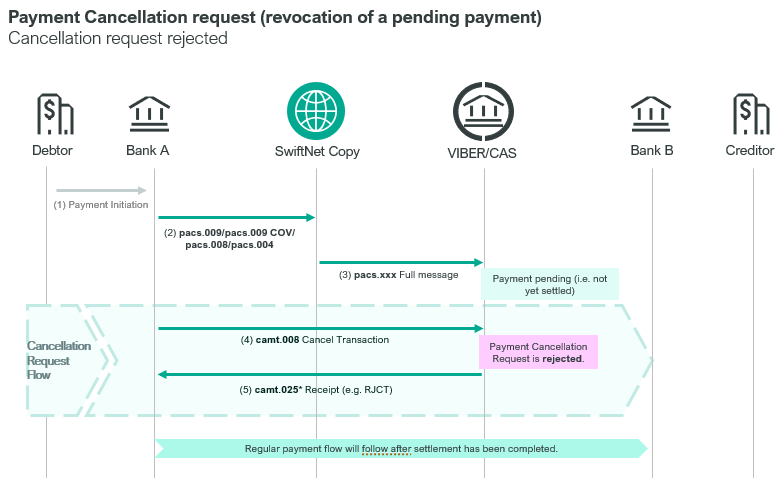 Payment Cancellation request (revocation of a pending payment)
Cancellation request rejected
Debtor
Bank A
SwiftNet Copy
VIBER/CAS
Bank B
Creditor
(1) Payment Initiation
(2) pacs.009/pacs.009 COV/
pacs.008/pacs.004
(3) pacs.xxx Full message
Payment pending (i.e. not
yet settled)
Cancellation
Request
Flow
(4) camt.008 Cancel Transaction
Payment Cancellation
Request is rejected.
(5) camt.025* Receipt (e.g. RJCT)
Regular payment flow will follow after settlement has been completed.